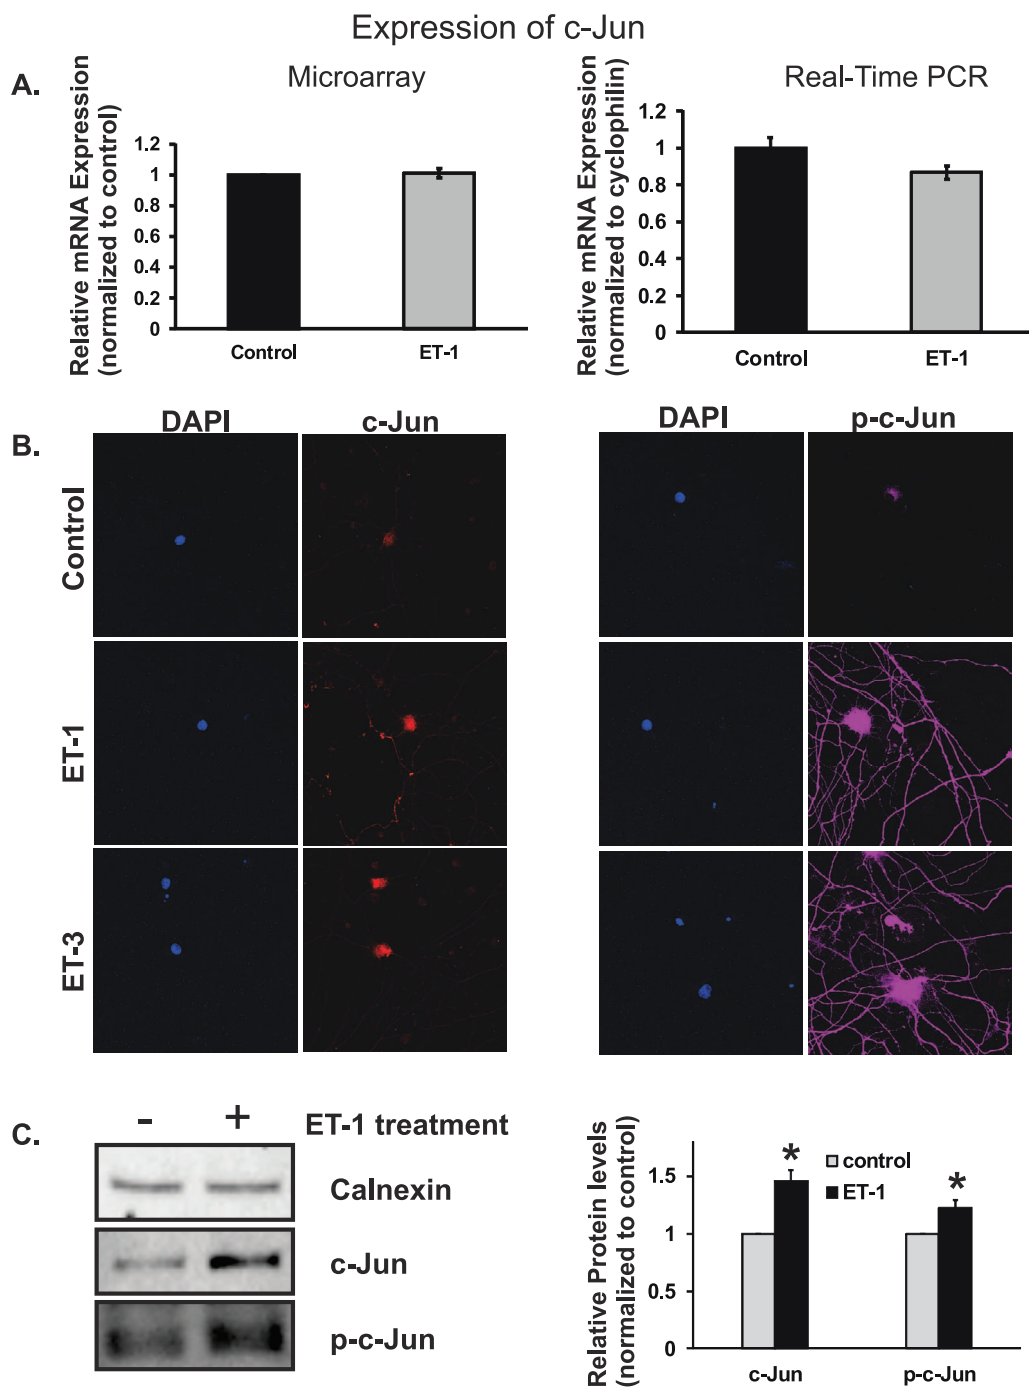 Expression of c-Jun
A.
Microarray
Relative mRNA Expression
(normalized to control)
1.2
1
0.8
0.6
0.4
0.2
0
Control ET-1
Real-Time PCR
Relative mRNA Expression
(normalized to cyclophilin)
1.2
1
0.8
0.6
0.4
0.2
0
Control ET-1
B.
DAPI c-Jun DAPI p-c-Jun
Control
ET-1
ET-3
C.
- + ET-1 treatment
Calnexin
c-Jun
p-c-Jun
Relative Protein levels
(normalized to control)
1.5
1
0.5
0
* *
control
ET-1
c-Jun p-c-Jun